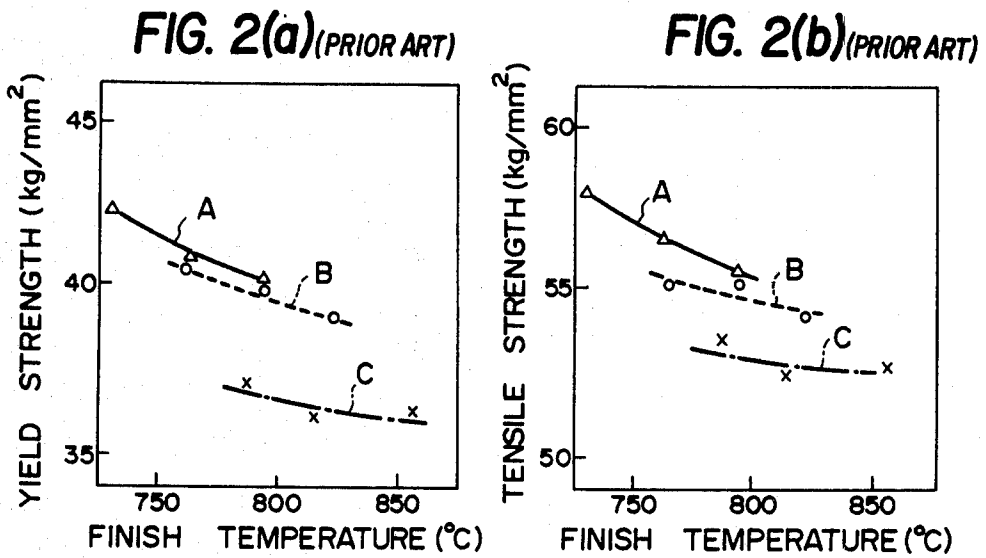 FIG. 2(a) (PRIOR ART)
YIELD STRENGTH (kg/mm²)
45
40
35
A
B
C
750 800 850
FINISH TEMPERATURE (°C)
FIG. 2(b) (PRIOR ART)
TENSILE STRENGTH (kg/mm²)
60
55
50
A
B
C
750 800 850
FINISH TEMPERATURE (°C)